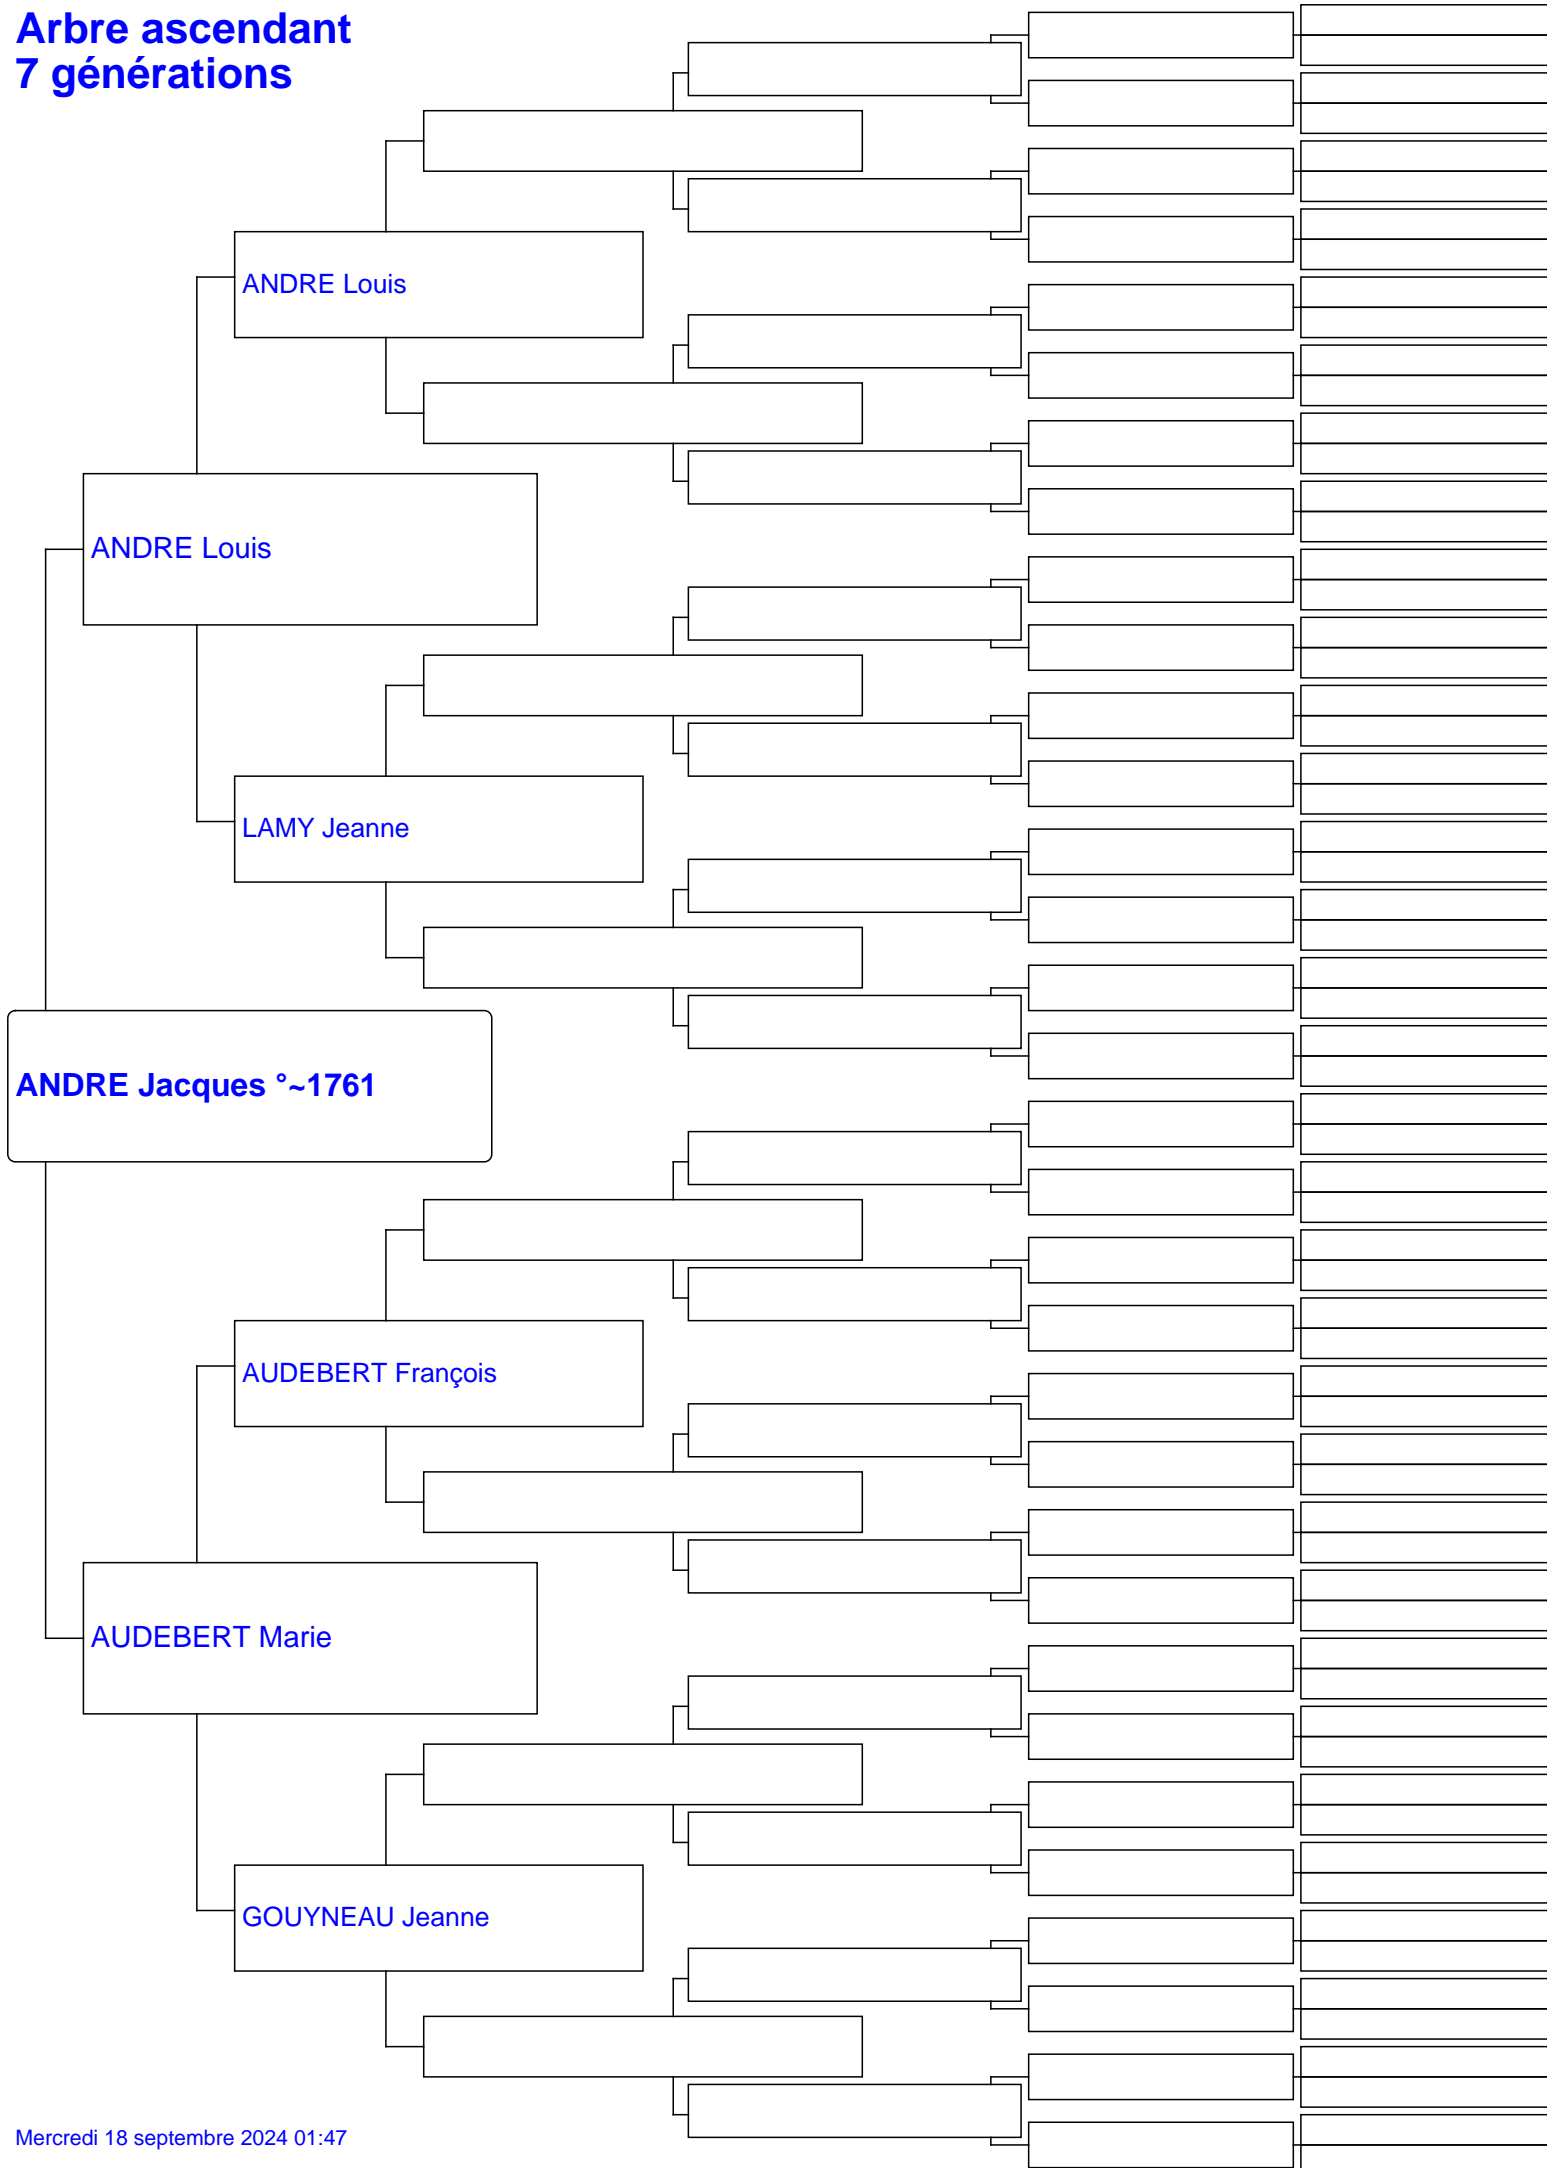 Arbre ascendant
7 générations
ANDRE Louis
ANDRE Louis
LAMY Jeanne
ANDRE Jacques °~1761
AUDEBERT François
AUDEBERT Marie
GOUYNEAU Jeanne
Mercredi 18 septembre 2024 01:47